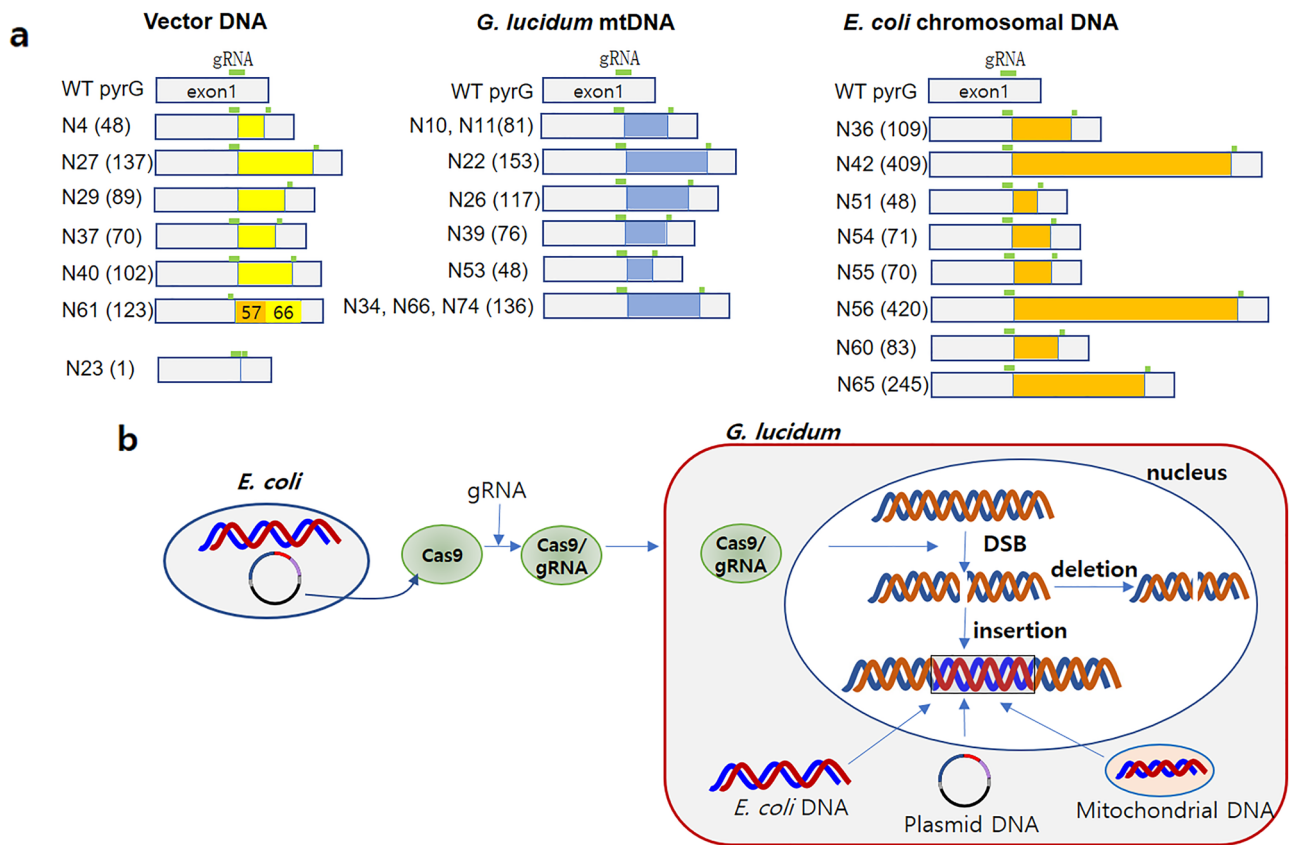 a
Vector DNA
gRNA
WT pyrG
exon1
N4 (48)
N27 (137)
N29 (89)
N37 (70)
N40 (102)
N61 (123)
57 66
N23 (1)
G. lucidum mtDNA
gRNA
WT pyrG
exon1
N10, N11(81)
N22 (153)
N26 (117)
N39 (76)
N53 (48)
N34, N66, N74 (136)
E. coli chromosomal DNA
gRNA
WT pyrG
exon1
N36 (109)
N42 (409)
N51 (48)
N54 (71)
N55 (70)
N56 (420)
N60 (83)
N65 (245)
b
E. coli
gRNA
Cas9
Cas9/
gRNA
G. lucidum
nucleus
Cas9/
gRNA
DSB
deletion
insertion
E. coli DNA
Plasmid DNA
Mitochondrial DNA